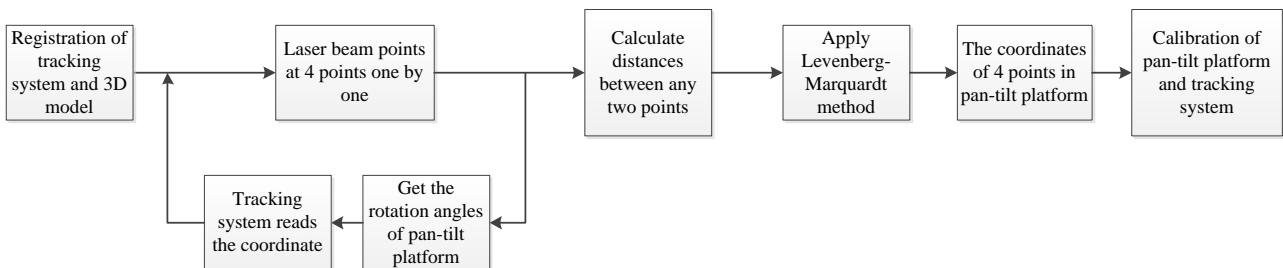 Registration of
tracking
system and 3D
model
Laser beam points
at 4 points one by
one
Calculate
distances
between any
two points
Apply
Levenberg-
Marquardt
method
The coordinates
of 4 points in
pan-tilt platform
Calibration of
pan-tilt platform
and tracking
system
Tracking
system reads
the coordinate
Get the
rotation angles
of pan-tilt
platform